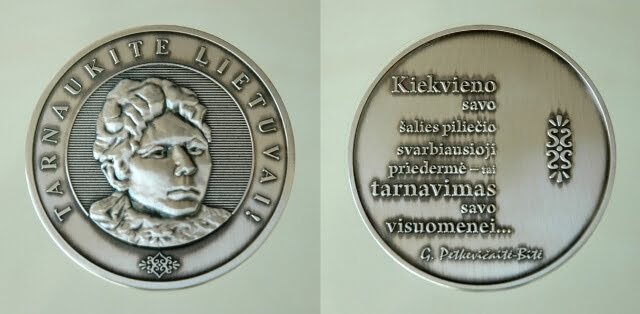 TARNAUKITE LIETUVAI!
Kiekvieno
savo
šalies piliečio
svarbiausioji
priedermė – tai
tarnavimas
savo
visuomenei...
G. Petkevičaitė-Bitė